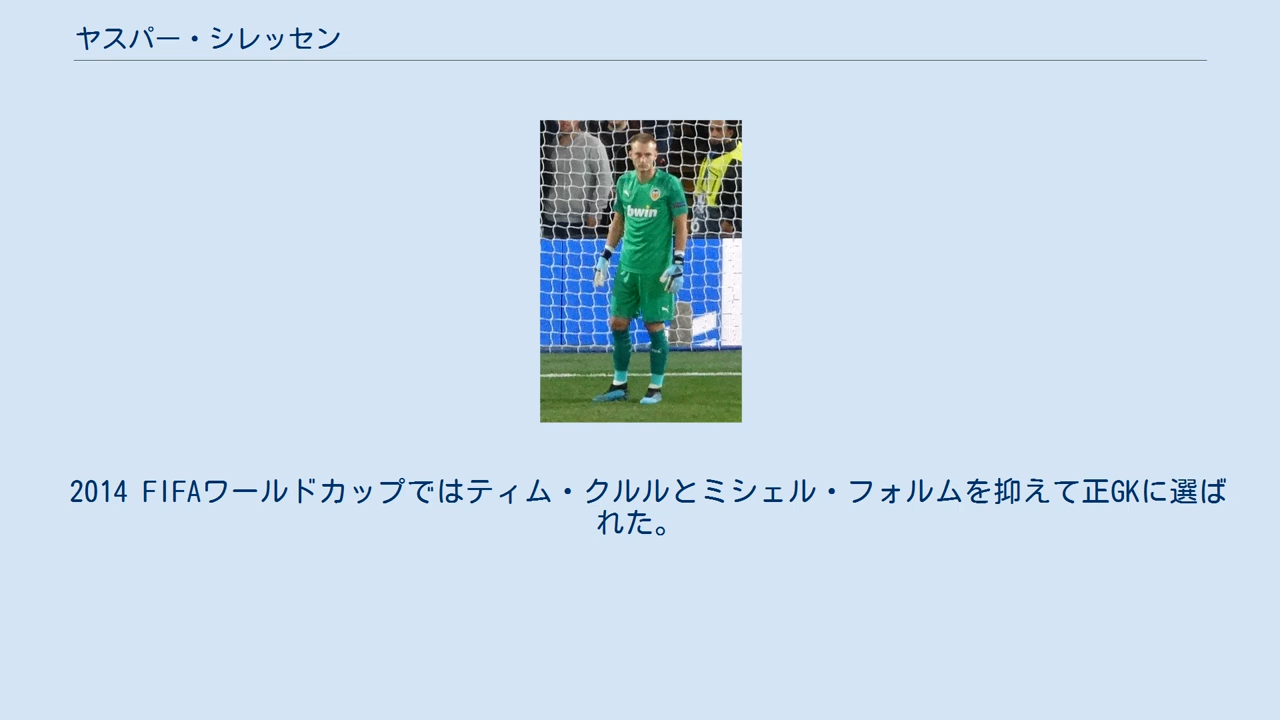 ヤスパー・シレッセン
bwin
2014 FIFAワールドカップではティム・クルルとミシェル・フォルムを抑えて正GKに選ば
れた。